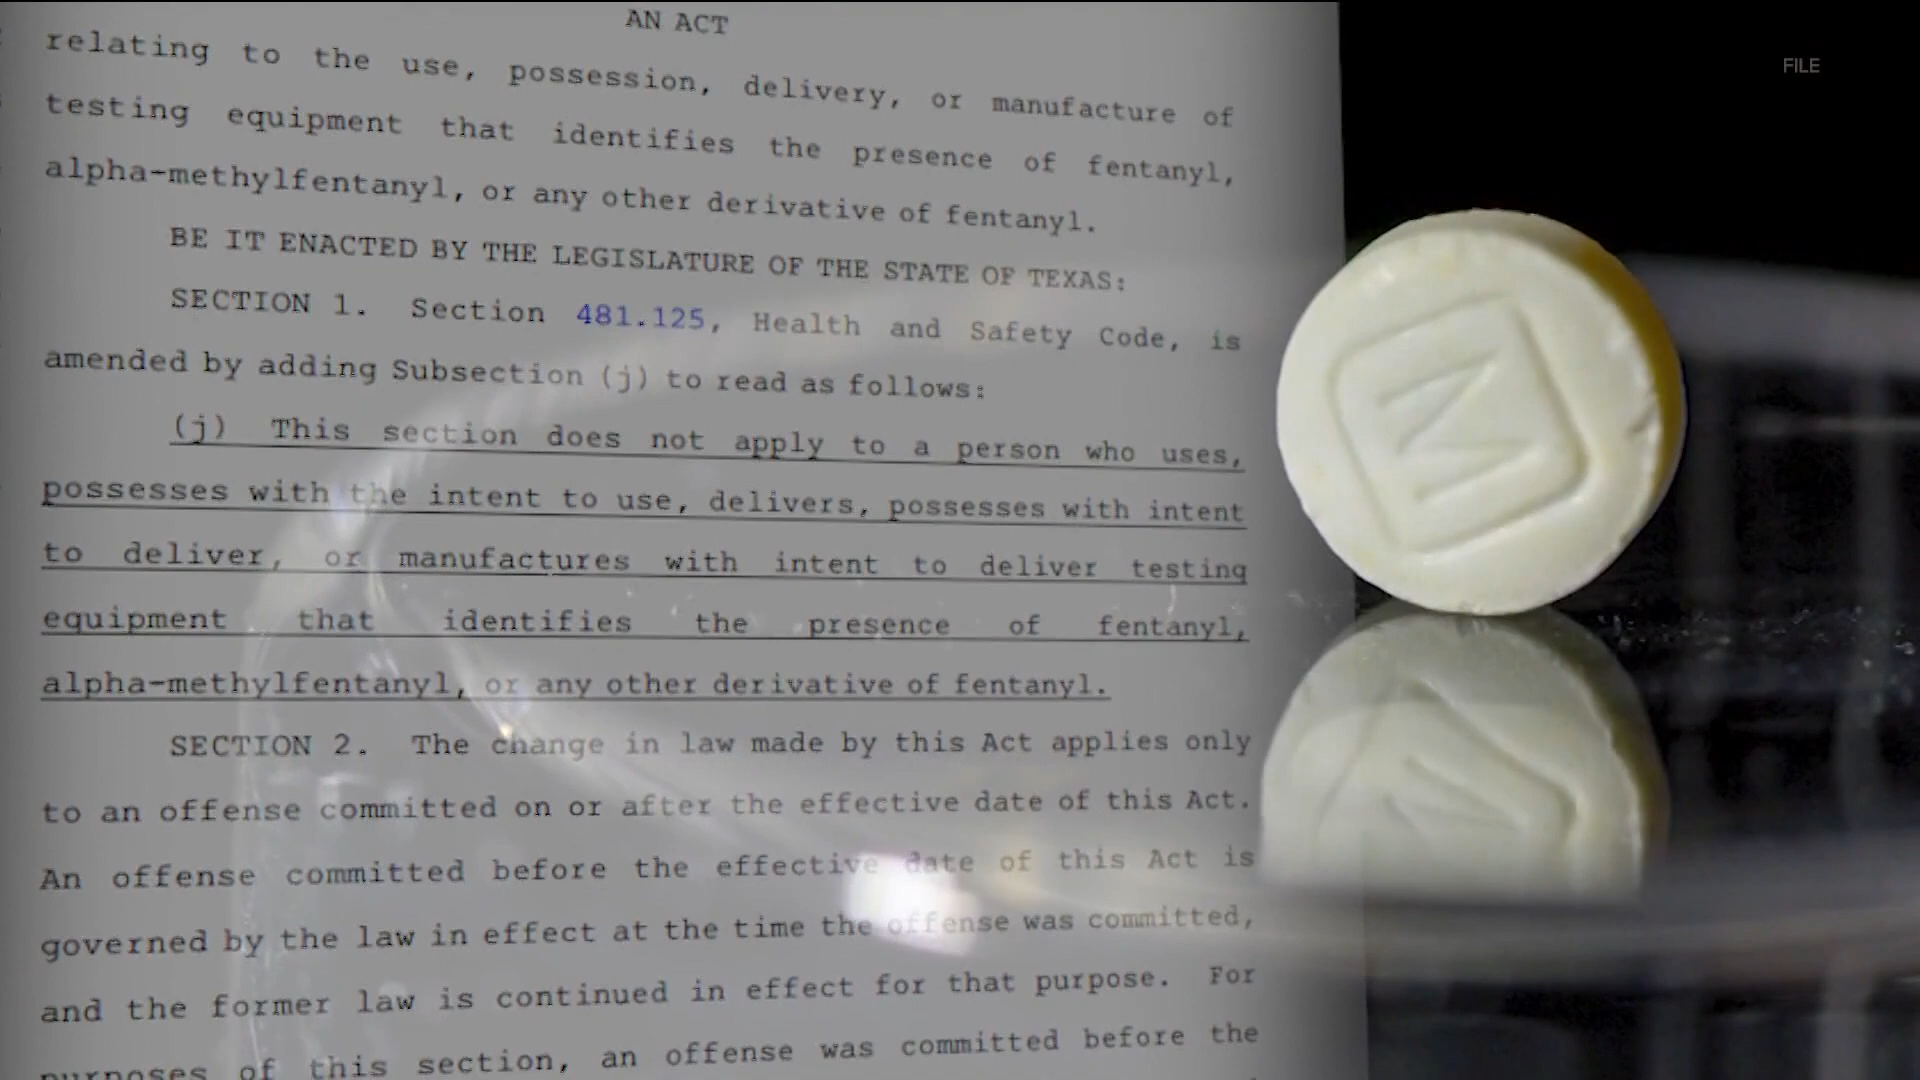 AN ACT
FILE
relating to the use, possession, delivery, or manufacture of
testing equipment that identifies the presence of fentanyl,
alpha-methylfentanyl, or any other derivative of fentanyl.
BE IT ENACTED BY THE LEGISLATURE OF THE STATE OF TEXAS:
SECTION 1. Section 481.125, Health and Safety Code, is
amended by adding Subsection (j) to read as follows:
(j) This section does not apply to a person who uses,
possesses with the intent to use, delivers, possesses with intent
to deliver, or manufactures with intent to deliver testing
equipment that identifies the presence of fentanyl,
alpha-methylfentanyl, or any other derivative of fentanyl.
SECTION 2. The change in law made by this Act applies only
to an offense committed on or after the effective date of this Act.
An offense committed before the effective date of this Act is
governed by the law in effect at the time the offense was committed,
and the former law is continued in effect for that purpose. For
purposes of this section, an offense was committed before the
M